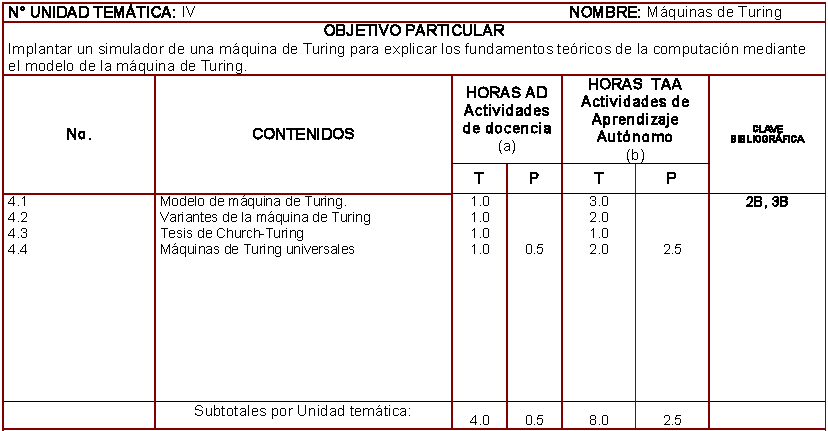 N° UNIDAD TEMÁTICA: IV NOMBRE: Máquinas de Turing
OBJETIVO PARTICULAR
Implantar un simulador de una máquina de Turing para explicar los fundamentos teóricos de la computación mediante
el modelo de la máquina de Turing.
No. CONTENIDOS
HORAS AD
Actividades
de docencia
(a)
HORAS TAA
Actividades de
Aprendizaje
Autónomo
(b)
CLAVE
BIBLIOGRÁFICA
T P T P
4.1 Modelo de máquina de Turing. 1.0 3.0 2B, 3B
4.2 Variantes de la máquina de Turing 1.0 2.0
4.3 Tesis de Church-Turing 1.0 1.0
4.4 Máquinas de Turing universales 1.0 0.5 2.0 2.5
Subtotales por Unidad temática: 4.0 0.5 8.0 2.5